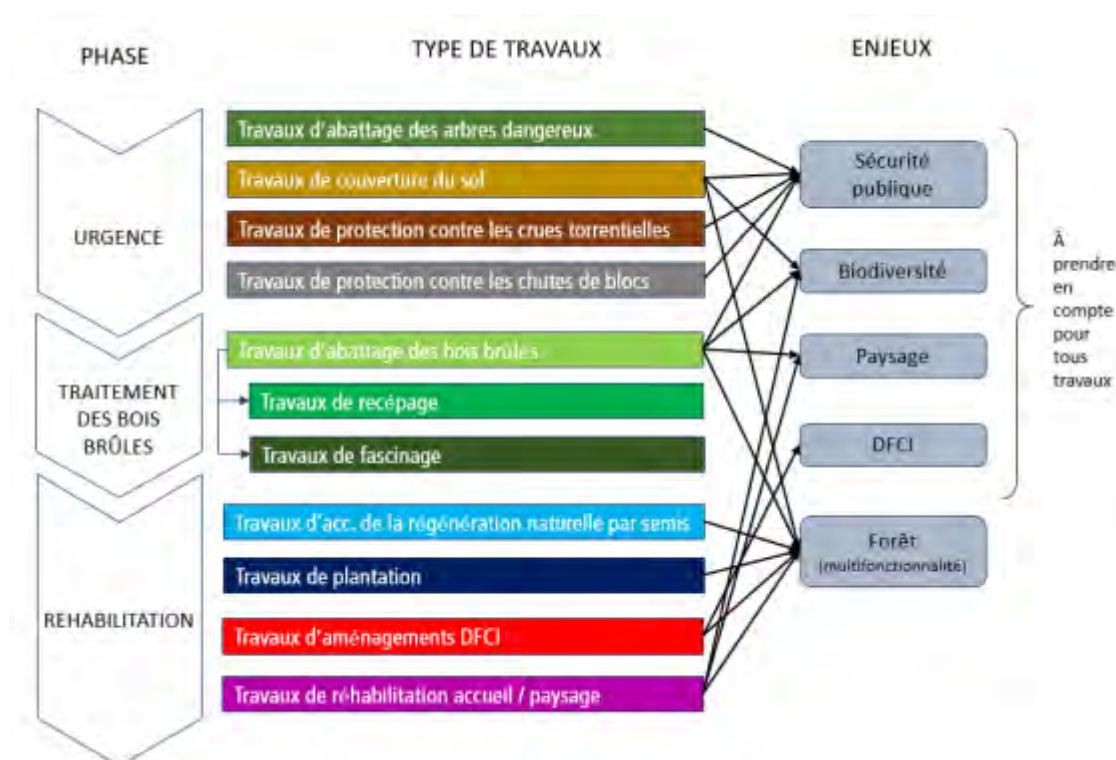 PHASE
TYPE DE TRAVAUX
ENJEUX
URGENCE
Travaux d'abattage des arbres dangereux
Travaux de couverture du sol
Travaux de protection contre les crues torrentielles
Travaux de protection contre les chutes de blocs
TRAITEMENT
DES BOIS
BRÛLES
Travaux d'abattage des bois brûles
Travaux de recépage
Travaux de fascinage
REHABILITATION
Travaux d'acc. de la régénération naturelle par semis
Travaux de plantation
Travaux d'aménagements DFCI
Travaux de réhabilitation accueil / paysage
Sécurité
publique
Biodiversité
Paysage
DFCI
Forêt
(multifonctionnalité)
À
prendre
en
compte
pour
tous
travaux